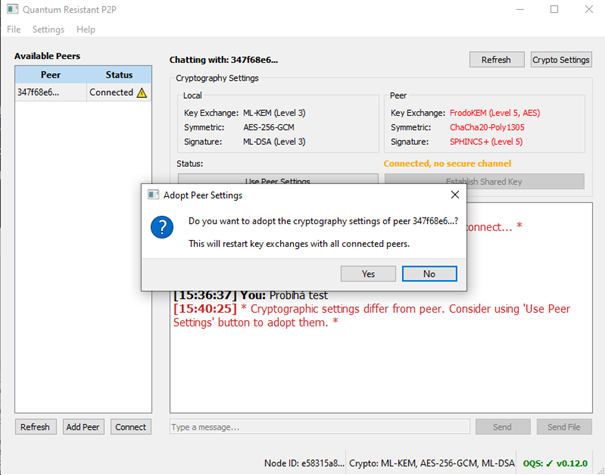 Quantum Resistant P2P
File Settings Help
Available Peers
Peer Status
347f68e6... Connected
Chatting with: 347f68e6...
Refresh
Crypto Settings
Cryptography Settings
Local
Key Exchange: ML-KEM (Level 3)
Symmetric: AES-256-GCM
Signature: ML-DSA (Level 3)
Peer
Key Exchange: FrodoKEM (Level 5, AES)
Symmetric: ChaCha20-Poly1305
Signature: SPHINCS+ (Level 5)
Status:
Connected, no secure channel
Use Peer Settings
Establish Shared Key
Adopt Peer Settings
Do you want to adopt the cryptography settings of peer 347f68e6...?
This will restart key exchanges with all connected peers.
Yes
No
onnect... *
[15:36:37] You: Probíhá test
[15:40:25] * Cryptographic settings differ from peer. Consider using 'Use Peer
Settings' button to adopt them. *
Refresh
Add Peer
Connect
Type a message...
Send
Send File
Node ID: e58315a8...
Crypto: ML-KEM, AES-256-GCM, ML-DSA
OQS: ✓ v0.12.0